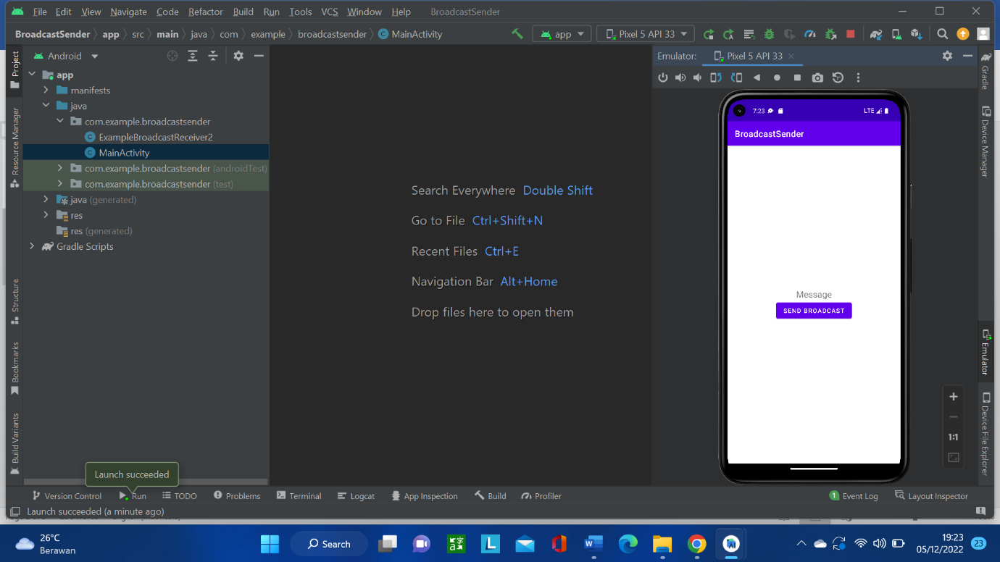 File Edit View Navigate Code Refactor Build Run Tools VCS Window Help BroadcastSender
BroadcastSender app src main java com example broadcastsender MainActivity app Pixel 5 API 33
Project
Android
Emulator: Pixel 5 API 33
Gradle
app
manifests
java
com.example.broadcastsender
ExampleBroadcastReceiver2
MainActivity
com.example.broadcastsender (androidTest)
com.example.broadcastsender (test)
java (generated)
res
res (generated)
Gradle Scripts
Resource Manager
Structure
Bookmarks
Build Variants
Search Everywhere Double Shift
Go to File Ctrl+Shift+N
Recent Files Ctrl+E
Navigation Bar Alt+Home
Drop files here to open them
7:23 LTE
BroadcastSender
Message
SEND BROADCAST
1:1
Device Manager
Emulator
Device File Explorer
Launch succeeded
Version Control Run TODO Problems Terminal Logcat App Inspection Build Profiler 1 Event Log Layout Inspector
Launch succeeded (a minute ago)
26°C
Berawan
Search
19:23
05/12/2022
23